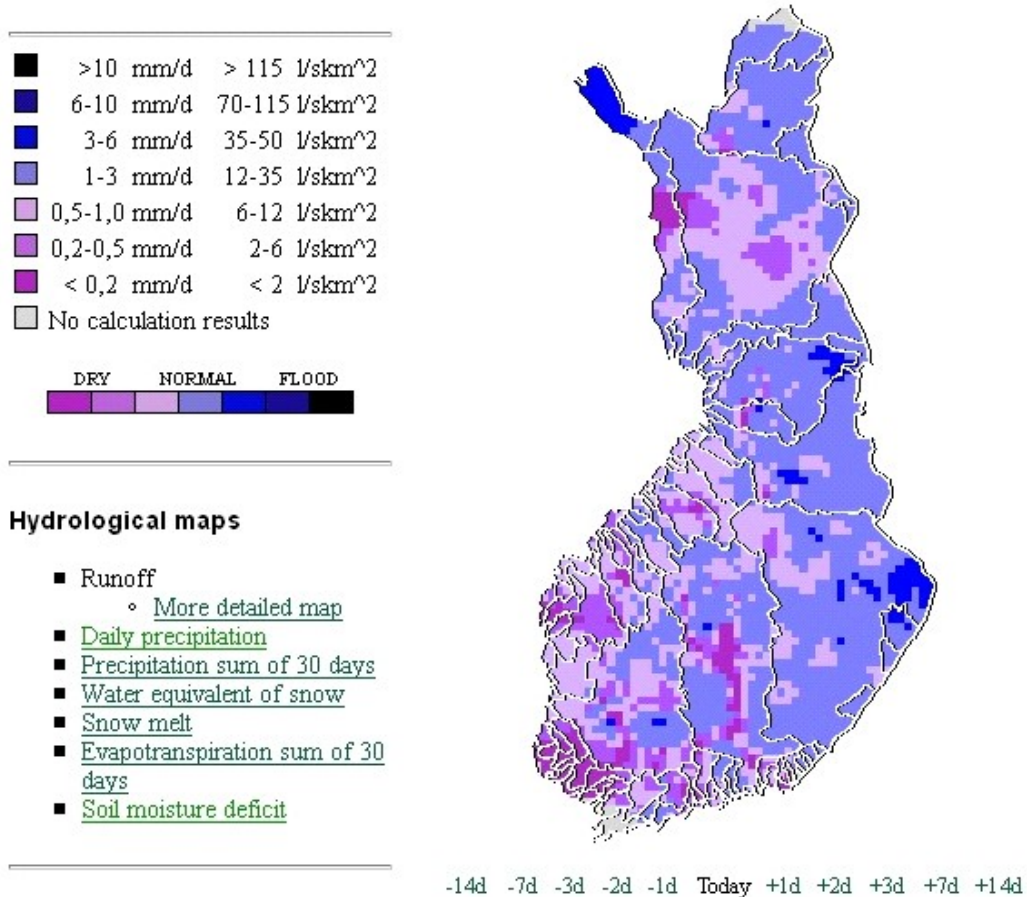 >10 mm/d > 115 l/skm^2
6-10 mm/d 70-115 l/skm^2
3-6 mm/d 35-50 l/skm^2
1-3 mm/d 12-35 l/skm^2
0,5-1,0 mm/d 6-12 l/skm^2
0,2-0,5 mm/d 2-6 l/skm^2
< 0,2 mm/d < 2 l/skm^2
No calculation results
DRY NORMAL FLOOD
Hydrological maps
Runoff
More detailed map
Daily precipitation
Precipitation sum of 30 days
Water equivalent of snow
Snow melt
Evapotranspiration sum of 30
days
Soil moisture deficit
-14d -7d -3d -2d -1d Today +1d +2d +3d +7d +14d